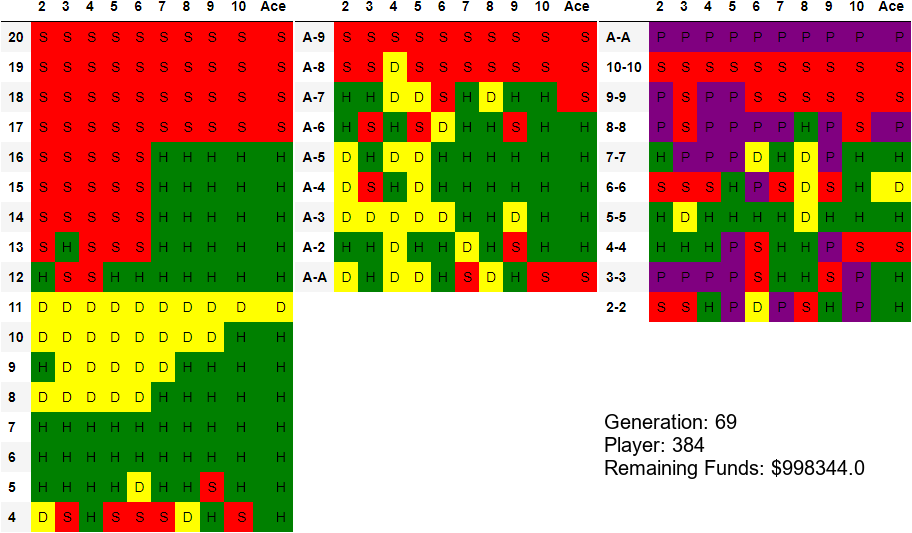 2 3 4 5 6 7 8 9 10 Ace
20 S S S S S S S S S S
19 S S S S S S S S S S
18 S S S S S S S S S S
17 S S S S S S S S S S
16 S S S S S H H H H H
15 S S S S S H H H H H
14 S S S S S H H H H H
13 S H S S S H H H H H
12 H S S H H H H H H H
11 D D D D D D D D D D
10 D D D D D D D D H H
9 H D D D D D H H H H
8 D D D D D H H H H H
7 H H H H H H H H H H
6 H H H H H H H H H H
5 H H H H D H H S H H
4 D S H S S S D H S H
2 3 4 5 6 7 8 9 10 Ace
A-9 S S S S S S S S S S
A-8 S S D S S S S S S S
A-7 H H D D S H D H H S
A-6 H S H S D H H S H H
A-5 D H D D H H H H H H
A-4 D S H D H H H H H H
A-3 D D D D D H H D H H
A-2 H H D H H D H S H H
A-A D H D D H S D H S S
2 3 4 5 6 7 8 9 10 Ace
A-A P P P P P P P P P P
10-10 S S S S S S S S S S
9-9 P S P P S S S S S S
8-8 P S P P P P H P S P
7-7 H P P P D H D P H H
6-6 S S S H P S D S H D
5-5 H D H H H H D H H H
4-4 H H H P S H H P S S
3-3 P P P P S H H S P H
2-2 S S H P D P S H P H
Generation: 69
Player: 384
Remaining Funds: $998344.0